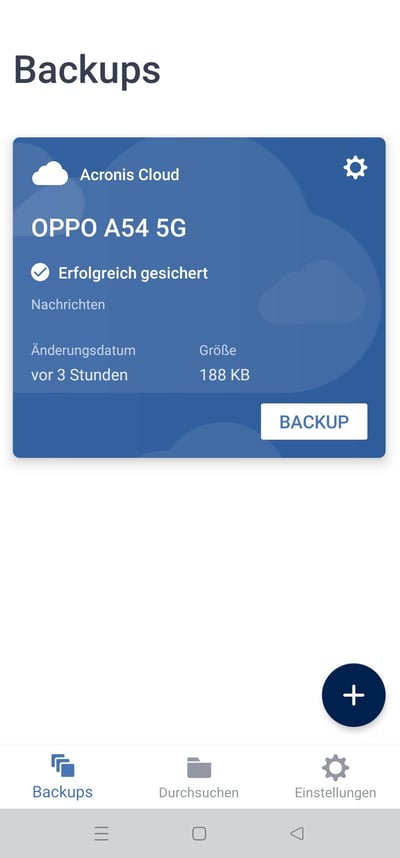 Backups
Acronis Cloud
OPPO A54 5G
Erfolgreich gesichert
Nachrichten
Änderungsdatum Größe
vor 3 Stunden 188 KB
BACKUP
Backups Durchsuchen Einstellungen